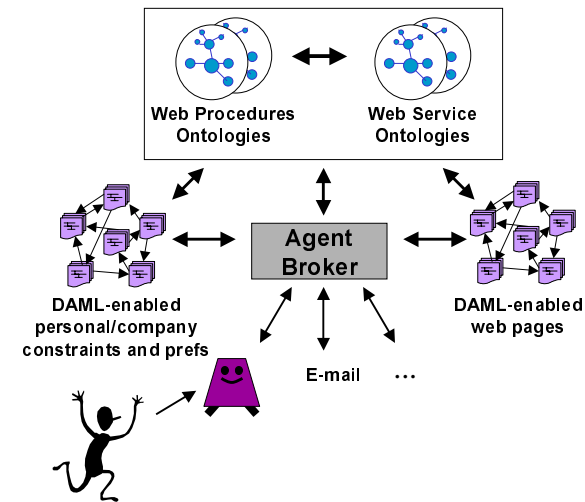 Web Procedures
Ontologies
Web Service
Ontologies
Agent
Broker
DAML-enabled
personal/company
constraints and prefs
DAML-enabled
web pages
E-mail
...